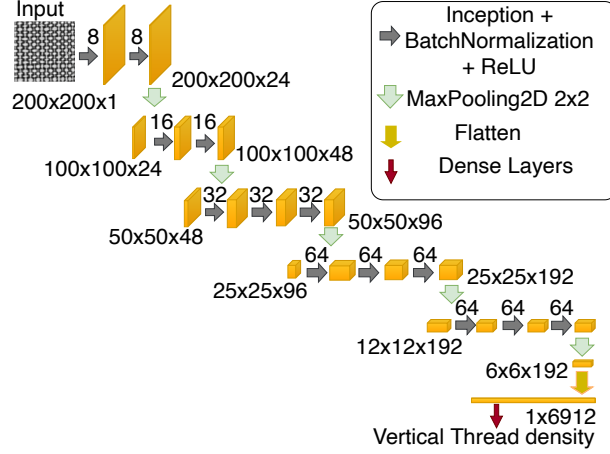 Input
8 8
200x200x1
200x200x24
16 16
100x100x24
100x100x48
32 32 32
50x50x48
50x50x96
64 64 64
25x25x96
25x25x192
64 64 64
12x12x192
6x6x192
1x6912
Vertical Thread density
Inception +
BatchNormalization
+ ReLU
MaxPooling2D 2x2
Flatten
Dense Layers